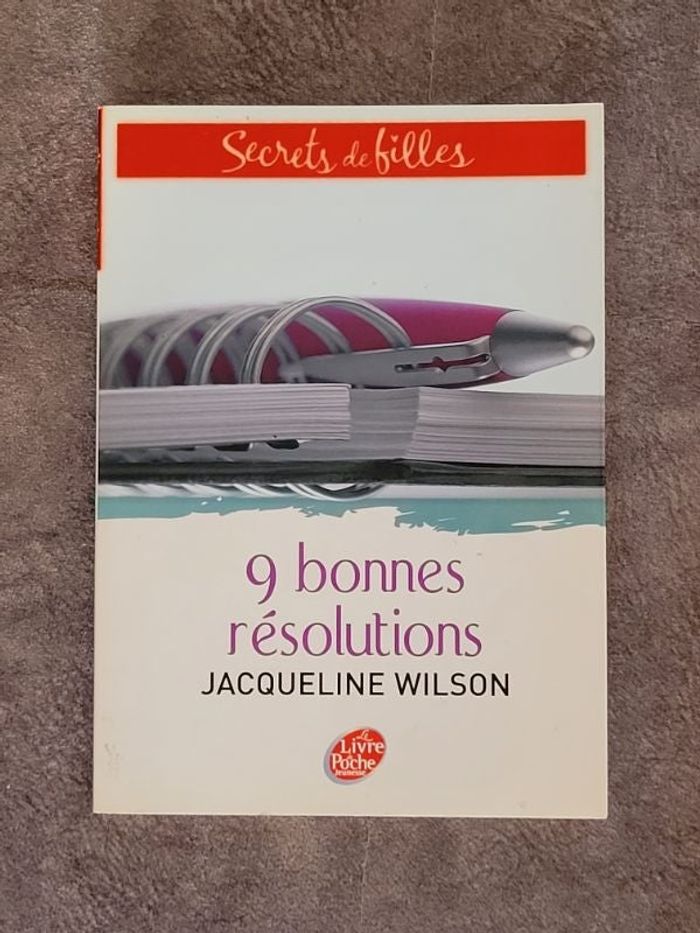 Secrets de filles
9 bonnes
résolutions
JACQUELINE WILSON
Le
Livre
de
Poche
Jeunesse